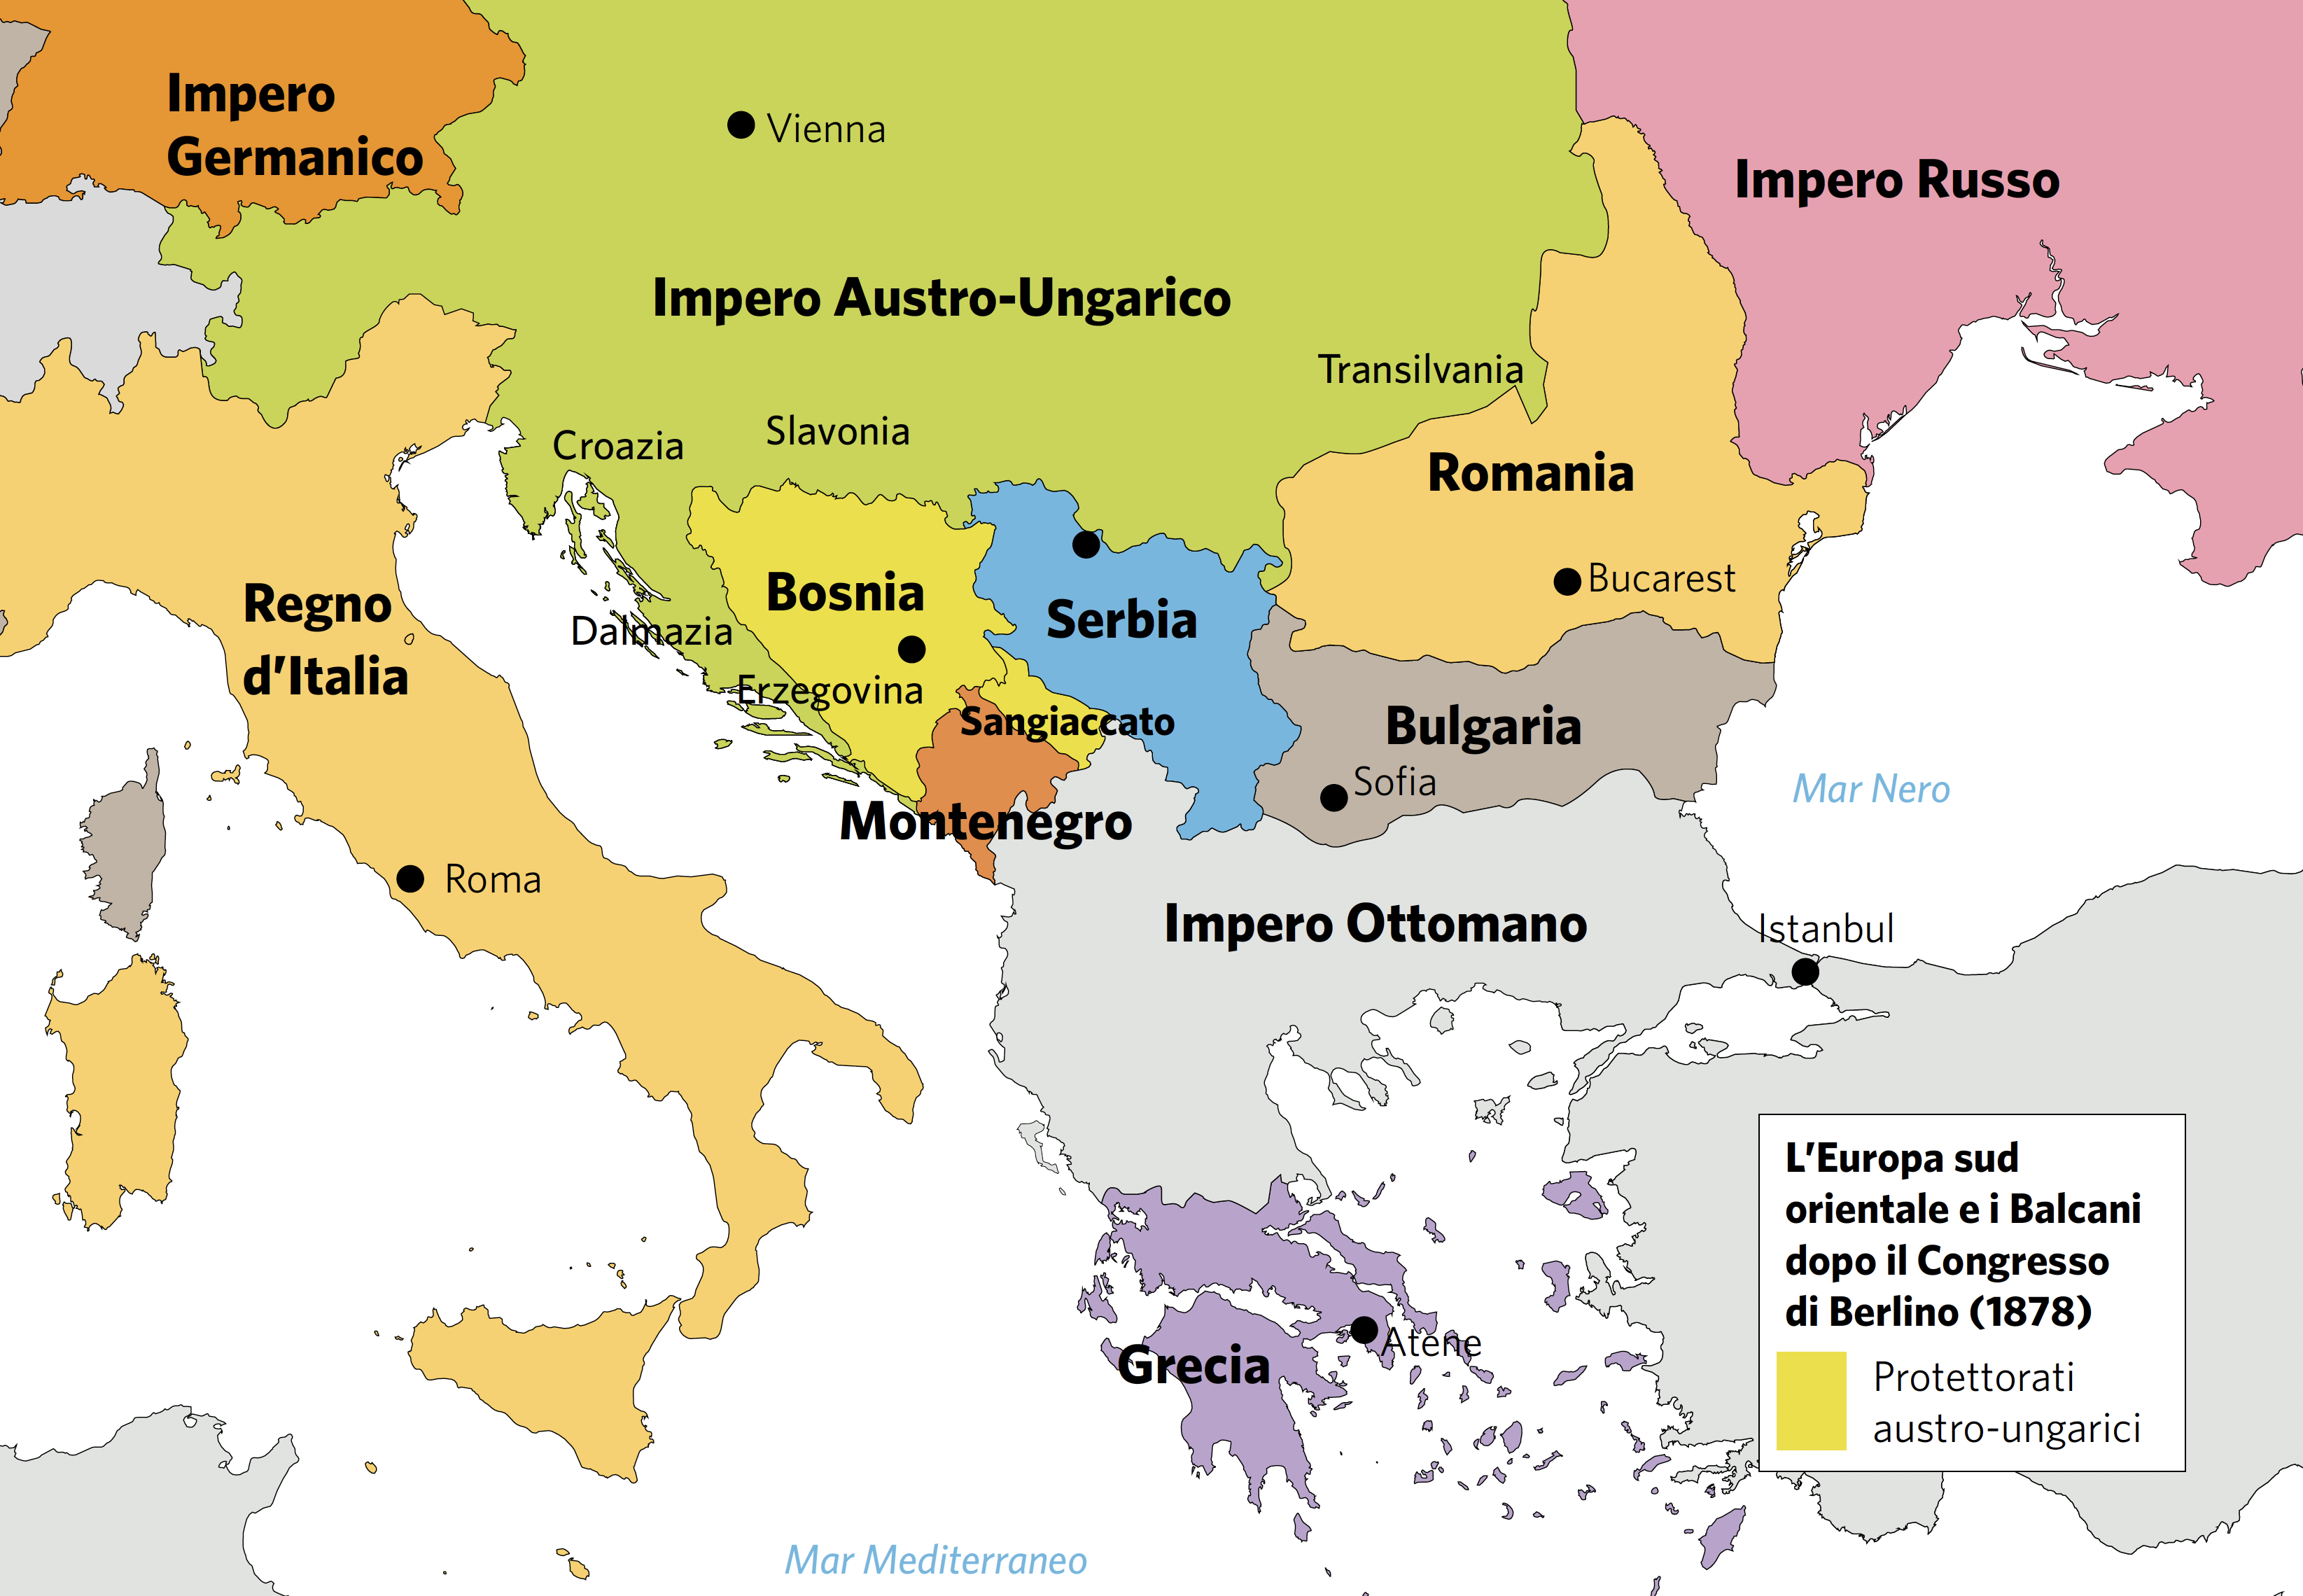 Impero
Germanico
Vienna
Impero Russo
Impero Austro-Ungarico
Transilvania
Croazia
Slavonia
Romania
Bucarest
Regno
d'Italia
Bosnia
Serbia
Dalmazia
Erzegovina
Sangiaccato
Bulgaria
Sofia
Mar Nero
Montenegro
Roma
Impero Ottomano
Istanbul
Grecia
Atene
Mar Mediterraneo
L'Europa sud
orientale e i Balcani
dopo il Congresso
di Berlino (1878)
Protettorati
austro-ungarici